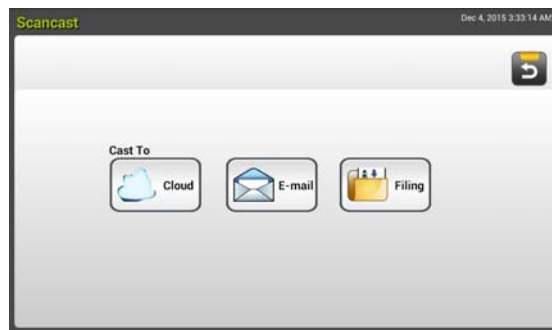 Scancast
Dec 4, 2015 3:33:14 AM
Cast To
Cloud
E-mail
Filing